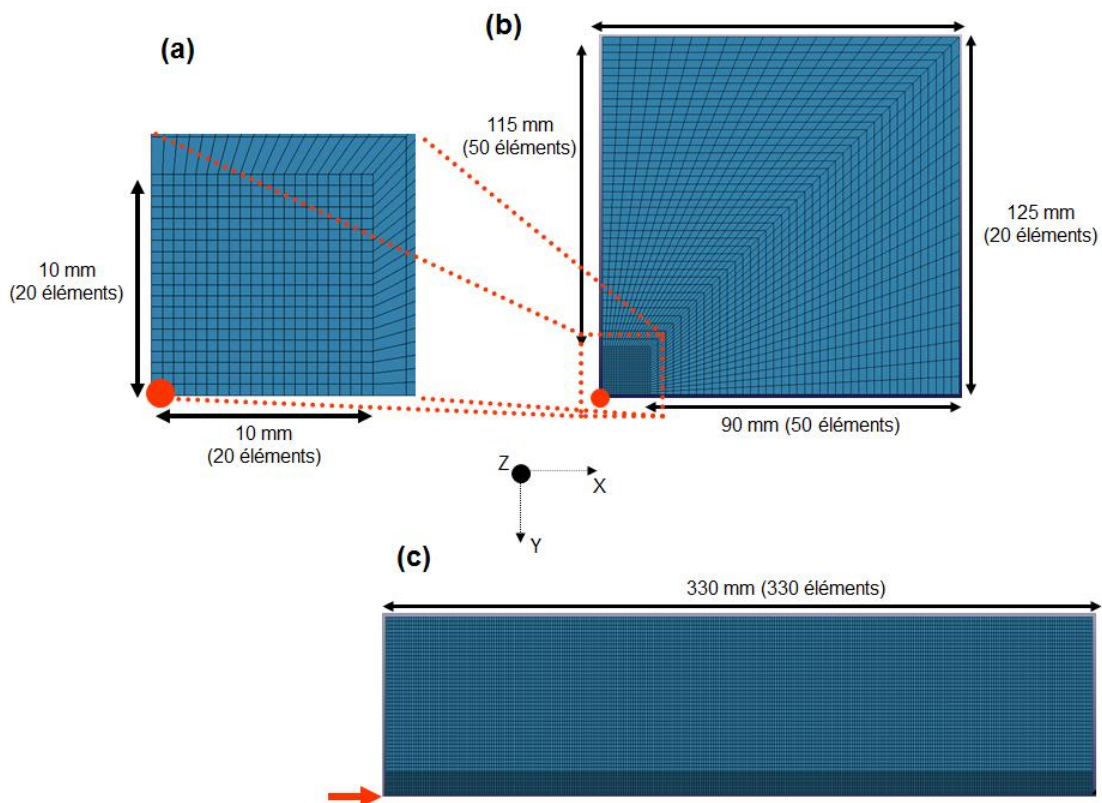 (a)
(b)
115 mm
(50 éléments)
125 mm
(20 éléments)
10 mm
(20 éléments)
10 mm
(20 éléments)
90 mm (50 éléments)
Z
X
Y
(c)
330 mm (330 éléments)